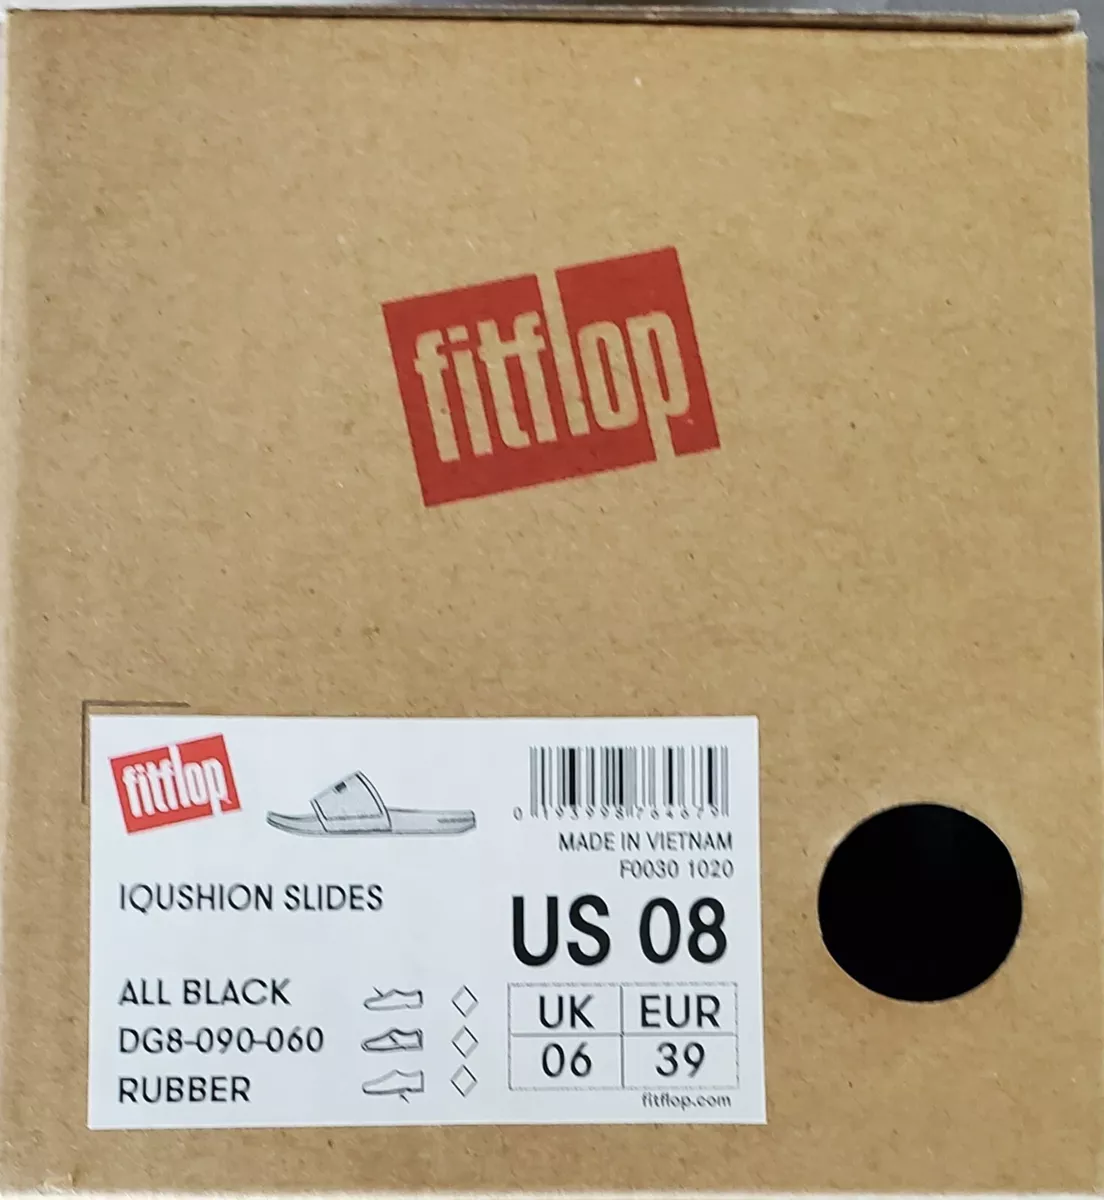 fitflop
fitflop
0 193998 764679
MADE IN VIETNAM
F0030 1020
IQUSHION SLIDES
US 08
ALL BLACK
DG8-090-060
RUBBER
UK EUR
06 39
fitflop.com